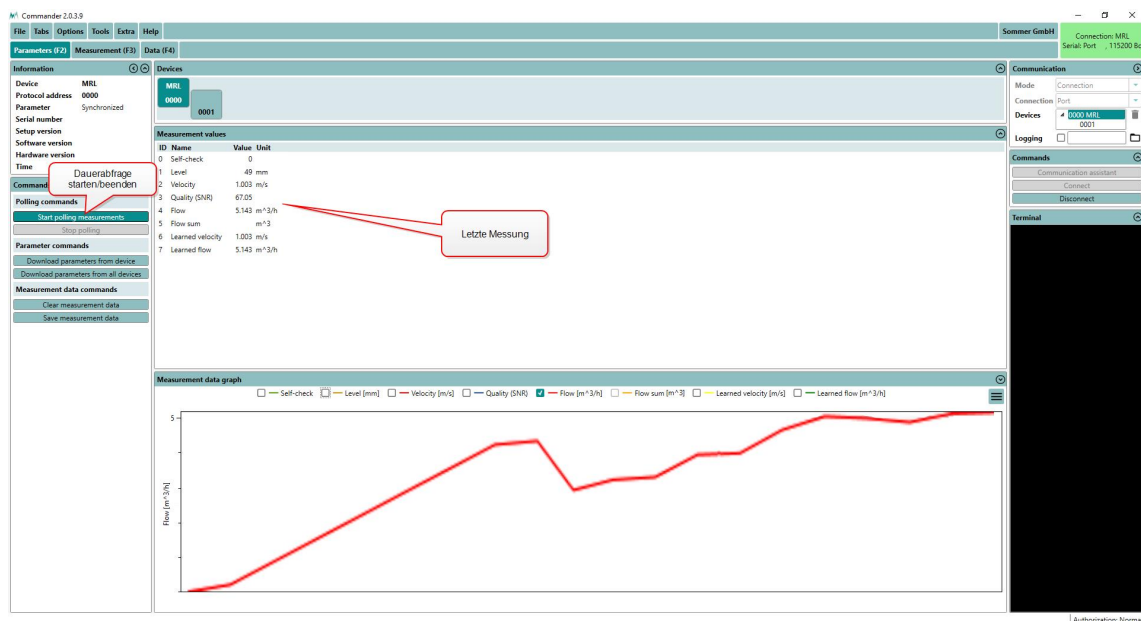 Commander 2.0.3.9
File Tabs Options Tools Extra Help
Sommer GmbH
Connection: MRL
Serial: Port , 115200 Bd
Parameters (F2) Measurement (F3) Data (F4)
Information
Device MRL
Protocol address 0000
Parameter Synchronized
Serial number
Setup version
Software version
Hardware version
Time
Dauerabfrage
starten/beenden
Polling commands
Start polling measurements
Stop polling
Parameter commands
Download parameters from device
Download parameters from all devices
Measurement data commands
Clear measurement data
Save measurement data
Devices
MRL
0000
0001
Measurement values
ID Name Value Unit
0 Self-check 0
1 Level 49 mm
2 Velocity 1.003 m/s
3 Quality (SNR) 67.05
4 Flow 5.143 m^3/h
5 Flow sum m^3
6 Learned velocity 1.003 m/s
7 Learned flow 5.143 m^3/h
Letzte Messung
Measurement data graph
Self-check Level [mm] Velocity [m/s] Quality (SNR) Flow [m^3/h] Flow sum [m^3] Learned velocity [m/s] Learned flow [m^3/h]
5
Flow [m^3/h]
Communication
Mode Connection
Connection Port
Devices 0000 MRL
0001
Logging
Commands
Communication assistant
Connect
Disconnect
Terminal